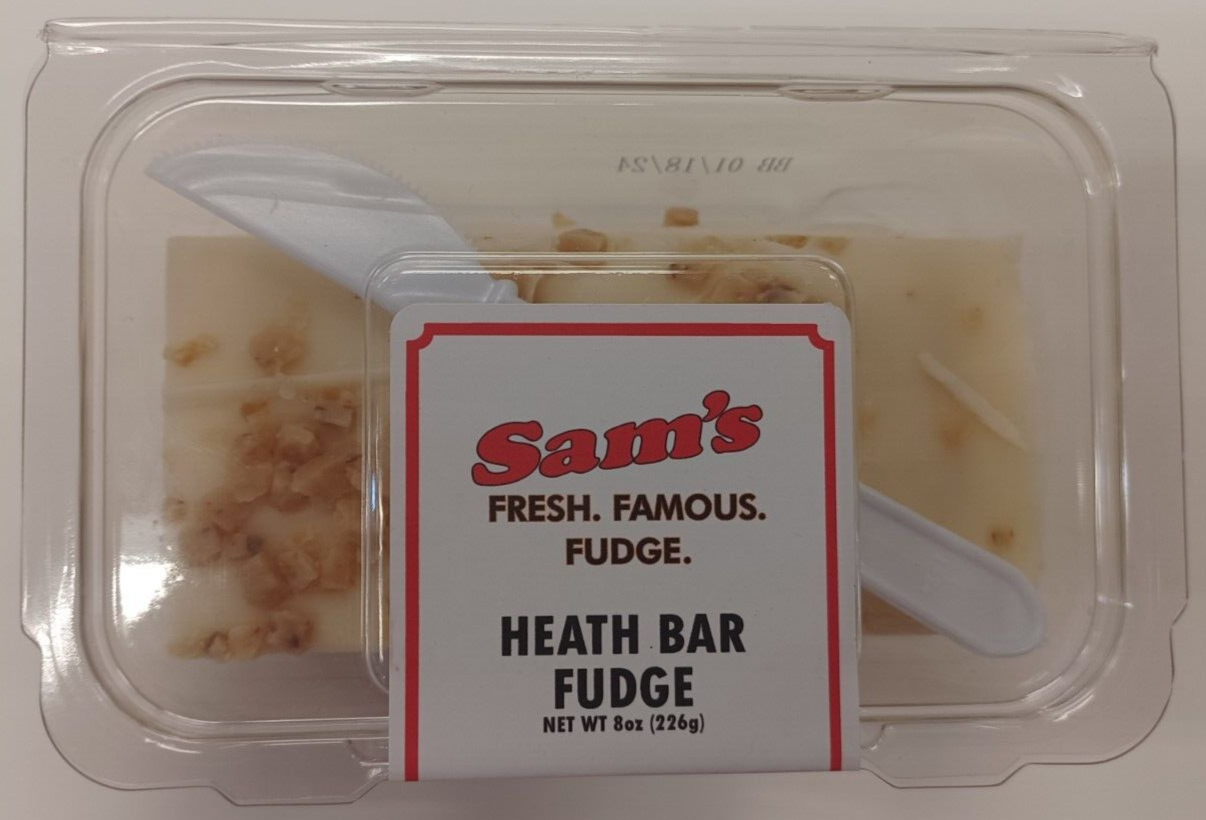 BB 01/18/24
Sam's
FRESH. FAMOUS.
FUDGE.
HEATH BAR
FUDGE
NET WT 8oz (226g)